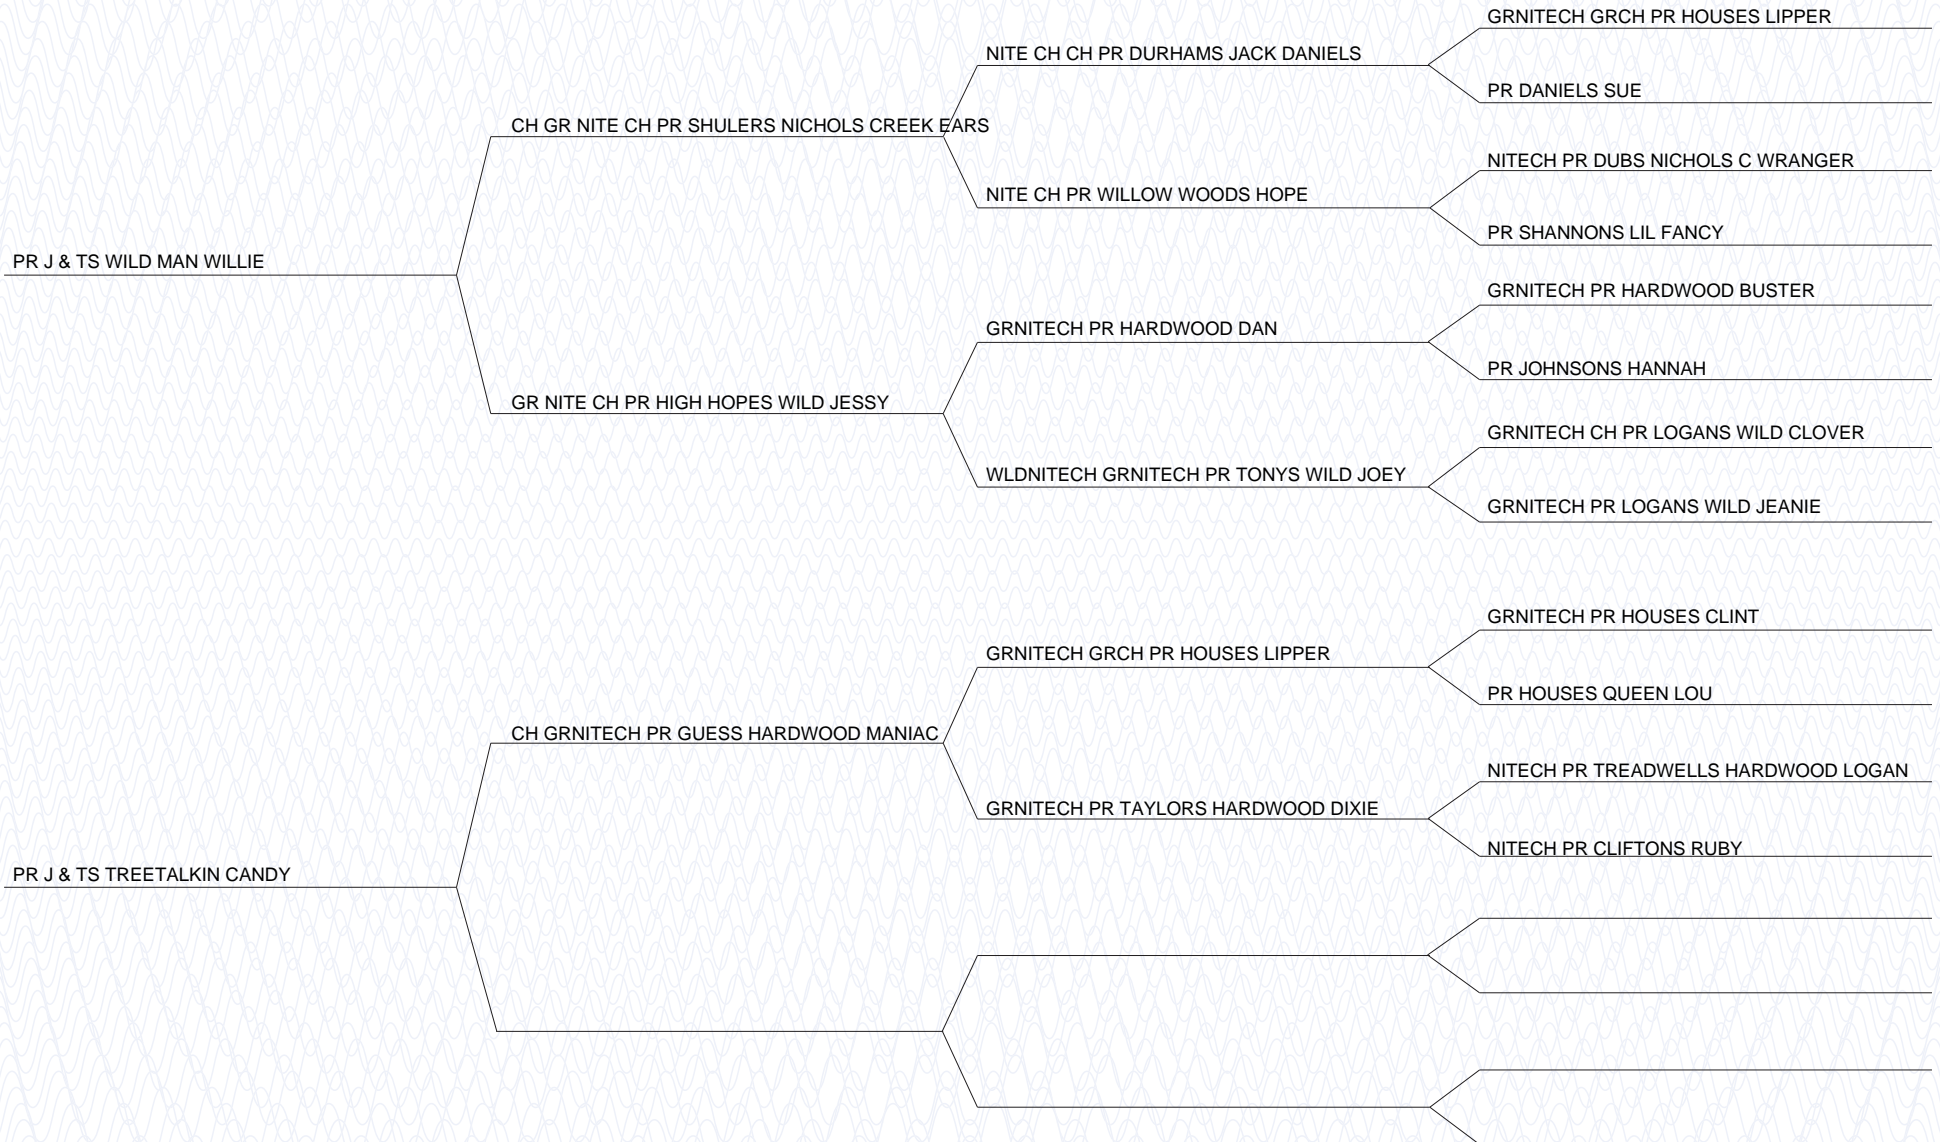 GRNITECH GRCH PR HOUSES LIPPER
NITE CH CH PR DURHAMS JACK DANIELS
PR DANIELS SUE
CH GR NITE CH PR SHULERS NICHOLS CREEK EARS
NITECH PR DUBS NICHOLS C WRANGER
NITE CH PR WILLOW WOODS HOPE
PR SHANNONS LIL FANCY
PR J & TS WILD MAN WILLIE
GRNITECH PR HARDWOOD BUSTER
GRNITECH PR HARDWOOD DAN
PR JOHNSONS HANNAH
GR NITE CH PR HIGH HOPES WILD JESSY
GRNITECH CH PR LOGANS WILD CLOVER
WLDNITECH GRNITECH PR TONYS WILD JOEY
GRNITECH PR LOGANS WILD JEANIE
GRNITECH PR HOUSES CLINT
GRNITECH GRCH PR HOUSES LIPPER
PR HOUSES QUEEN LOU
CH GRNITECH PR GUESS HARDWOOD MANIAC
NITECH PR TREADWELLS HARDWOOD LOGAN
GRNITECH PR TAYLORS HARDWOOD DIXIE
NITECH PR CLIFTONS RUBY
PR J & TS TREETALKIN CANDY